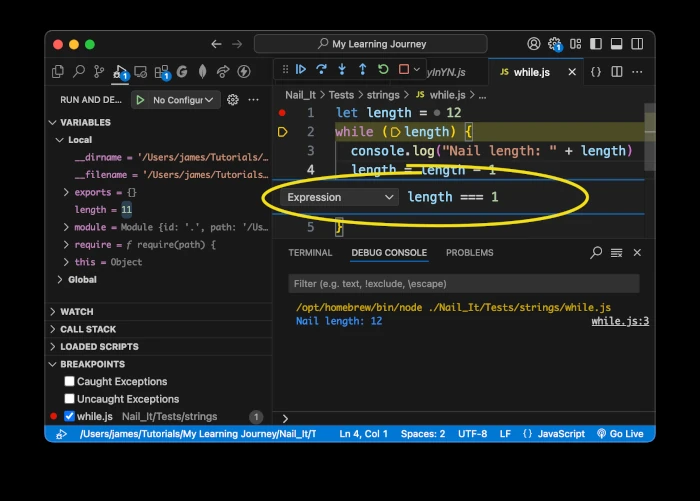 My Learning Journey
1
1
yInYN.js
JS while.js
RUN AND DE...
No Configur
Nail_It > Tests > strings > JS while.js > ...
VARIABLES
Local
__dirname = '/Users/james/Tutorials/...
__filename = '/Users/james/Tutorials/...
exports = {}
length = 11
module = Module {id: '.', path: '/Us...
require = ƒ require(path) {
this = Object
Global
WATCH
CALL STACK
LOADED SCRIPTS
BREAKPOINTS
Caught Exceptions
Uncaught Exceptions
while.js Nail_It/Tests/strings 1
1 let length = 12
2 while (length) {
3 console.log("Nail length: " + length)
4 length = length - 1
Expression length === 1
5 }
TERMINAL DEBUG CONSOLE PROBLEMS
Filter (e.g. text, !exclude, \escape)
/opt/homebrew/bin/node ./Nail_It/Tests/strings/while.js
Nail length: 12 while.js:3
/Users/james/Tutorials/My Learning Journey/Nail_It/T Ln 4, Col 1 Spaces: 2 UTF-8 LF {} JavaScript Go Live